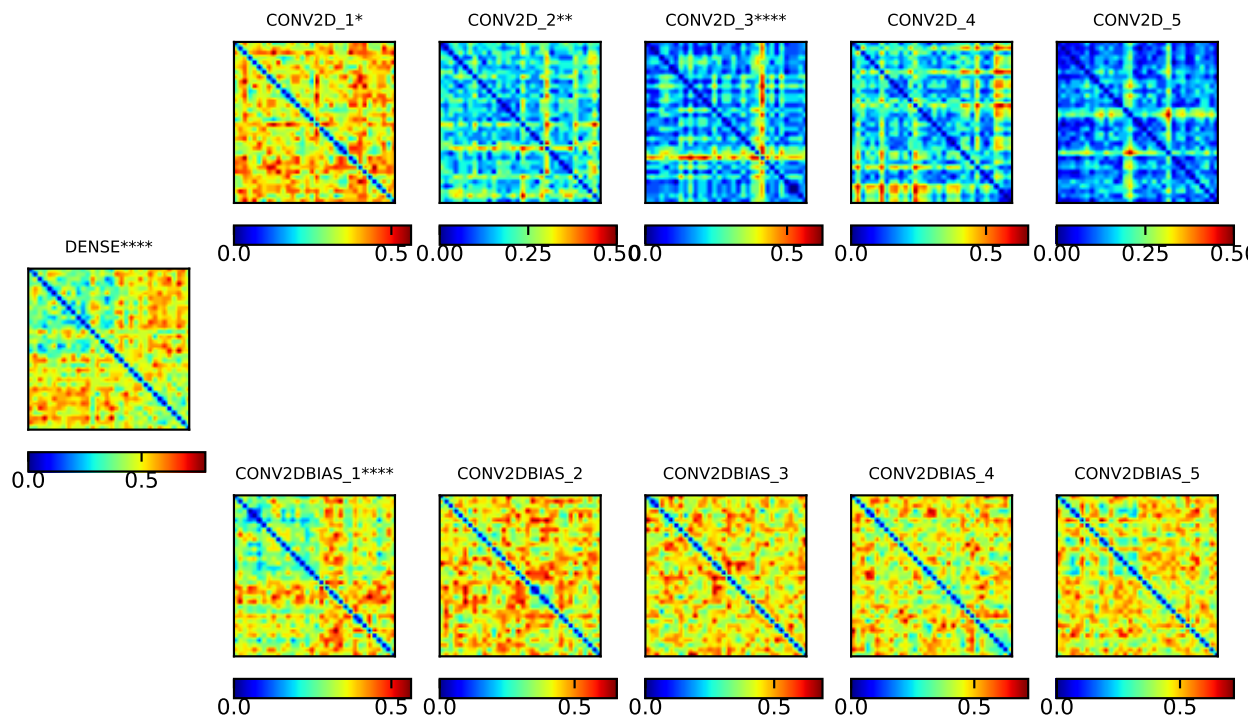 CONV2D_1* CONV2D_2** CONV2D_3**** CONV2D_4 CONV2D_5
0.0 0.5 0.00 0.25 0.50 0.0 0.5 0.0 0.5 0.00 0.25 0.50
DENSE****
0.0 0.5
CONV2DBIAS_1**** CONV2DBIAS_2 CONV2DBIAS_3 CONV2DBIAS_4 CONV2DBIAS_5
0.0 0.5 0.0 0.5 0.0 0.5 0.0 0.5 0.0 0.5